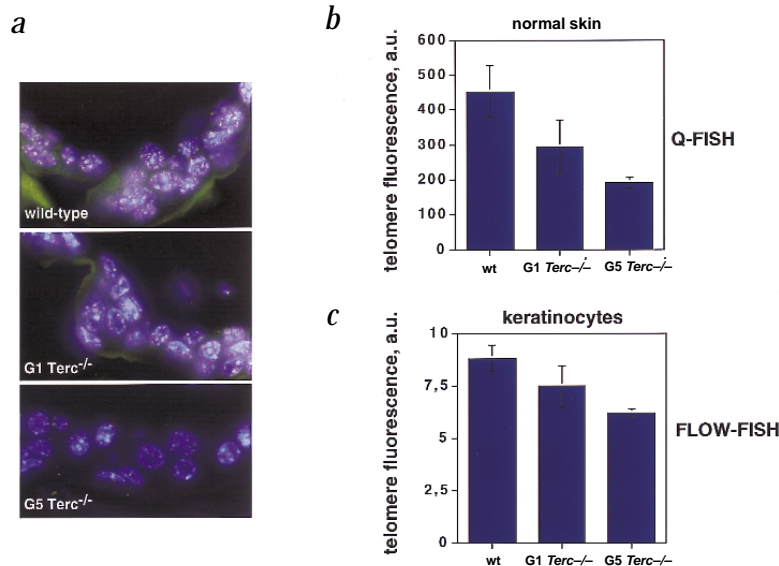 a
wild-type
G1 Terc-/-
G5 Terc-/-
b
normal skin
telomere fluorescence, a.u.
600
500
400
300
200
100
0
wt
G1 Terc–/–
G5 Terc–/–
Q-FISH
c
keratinocytes
telomere fluorescence, a.u.
10
7,5
5
2,5
0
wt
G1 Terc–/–
G5 Terc–/–
FLOW-FISH